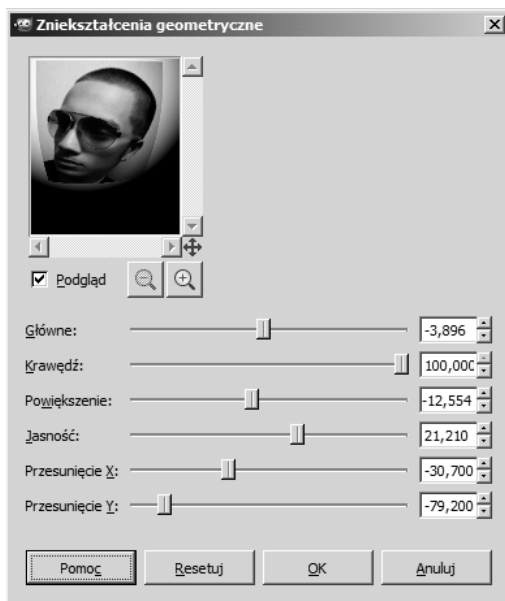 Zniekształcenia geometryczne
Podgląd
Główne: -3,896
Krawędź: 100,000
Powiększenie: -12,554
Jasność: 21,210
Przesunięcie X: -30,700
Przesunięcie Y: -79,200
Pomoc Resetuj OK Anuluj